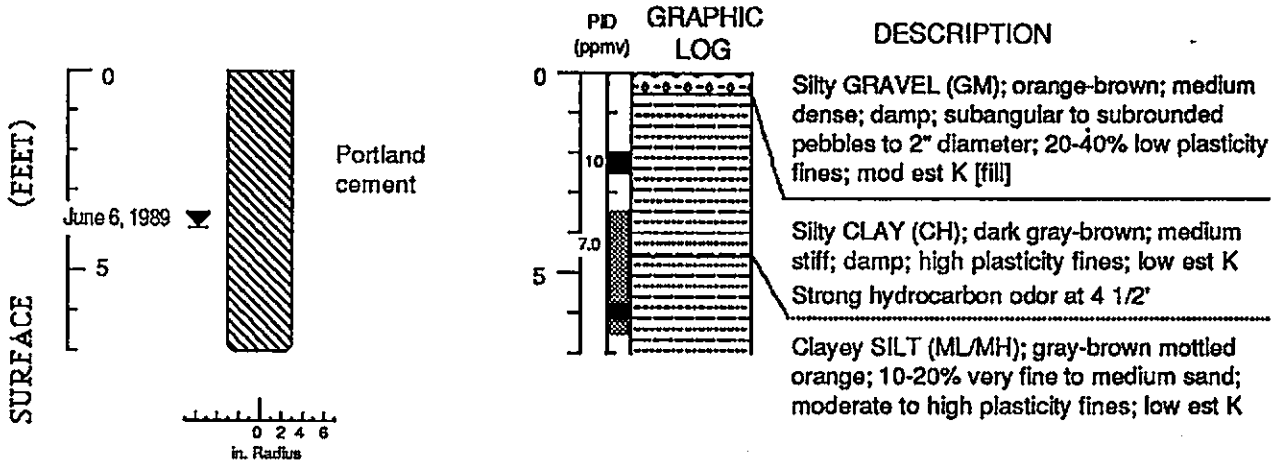 SURFACE (FEET)
0
June 6, 1989
5
Portland
cement
0 2 4 6
in. Radius
PID
(ppmv)
GRAPHIC
LOG
DESCRIPTION
0
10
7.0
5
Silty GRAVEL (GM); orange-brown; medium
dense; damp; subangular to subrounded
pebbles to 2" diameter; 20-40% low plasticity
fines; mod est K [fill]
Silty CLAY (CH); dark gray-brown; medium
stiff; damp; high plasticity fines; low est K
Strong hydrocarbon odor at 4 1/2'
Clayey SILT (ML/MH); gray-brown mottled
orange; 10-20% very fine to medium sand;
moderate to high plasticity fines; low est K